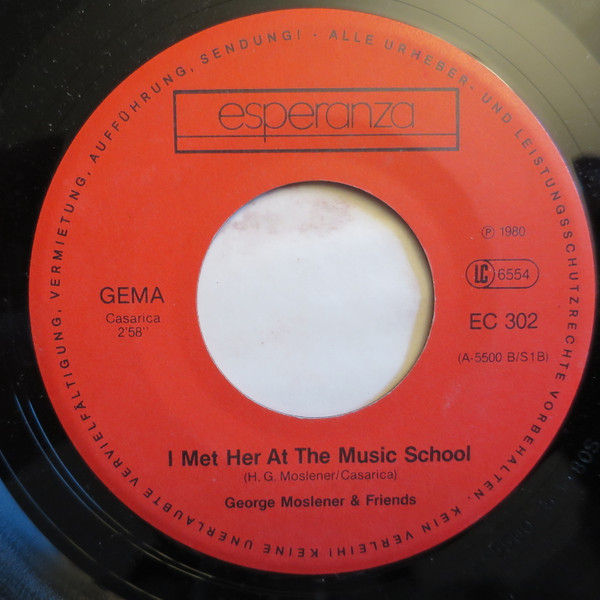 ALLE URHEBER- UND LEISTUNGSSCHUTZRECHTE VORBEHALTEN. KEIN VERLEIH! KEINE UNERLAUBTE VERVIELFÄLTIGUNG, VERMIETUNG, AUFFÜHRUNG, SENDUNG! -
esperanza
℗ 1980
LC 6554
GEMA
Casarica
2'58"
EC 302
(A-5500 B/S1B)
I Met Her At The Music School
(H. G. Moslener/Casarica)
George Moslener & Friends